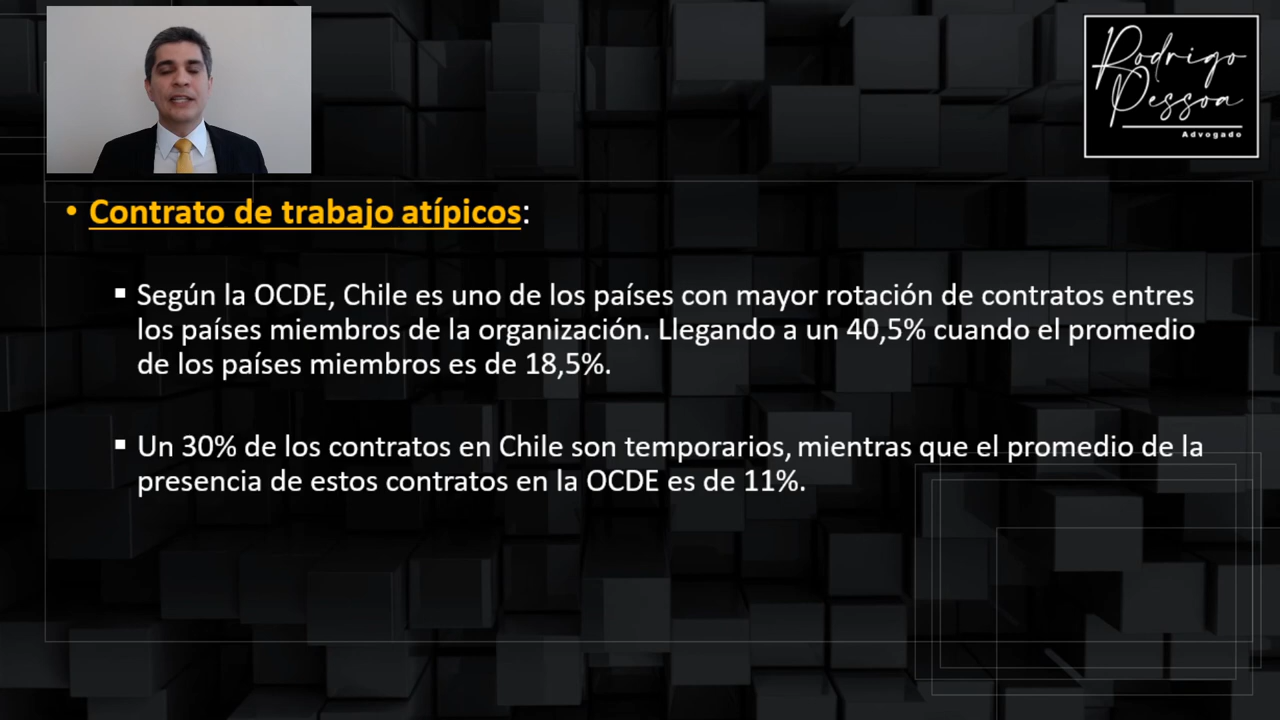 Rodrigo
Pessoa
Advogado
• Contrato de trabajo atípicos:
▪ Según la OCDE, Chile es uno de los países con mayor rotación de contratos entres
los países miembros de la organización. Llegando a un 40,5% cuando el promedio
de los países miembros es de 18,5%.
▪ Un 30% de los contratos en Chile son temporarios, mientras que el promedio de la
presencia de estos contratos en la OCDE es de 11%.